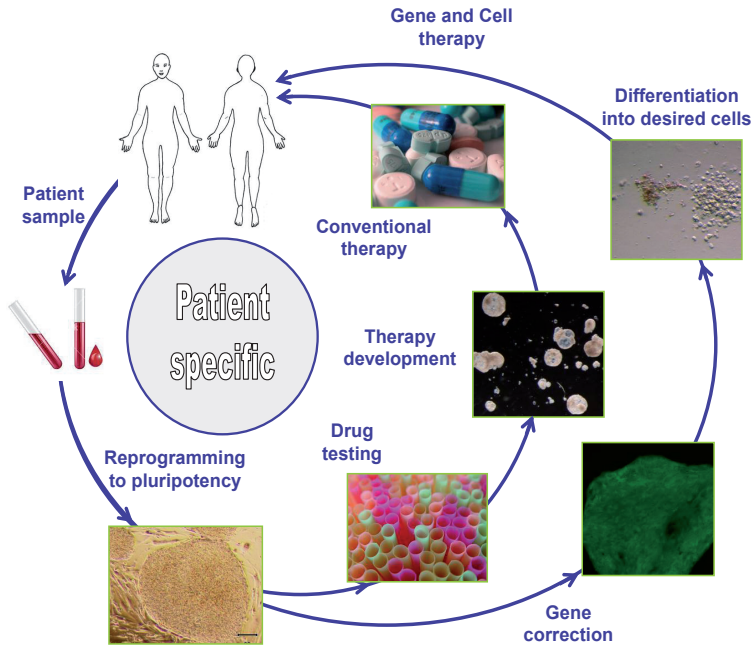 Gene and Cell
therapy
Differentiation
into desired cells
Patient
sample
Conventional
therapy
Patient
specific
Therapy
development
Drug
testing
Reprogramming
to pluripotency
Gene
correction